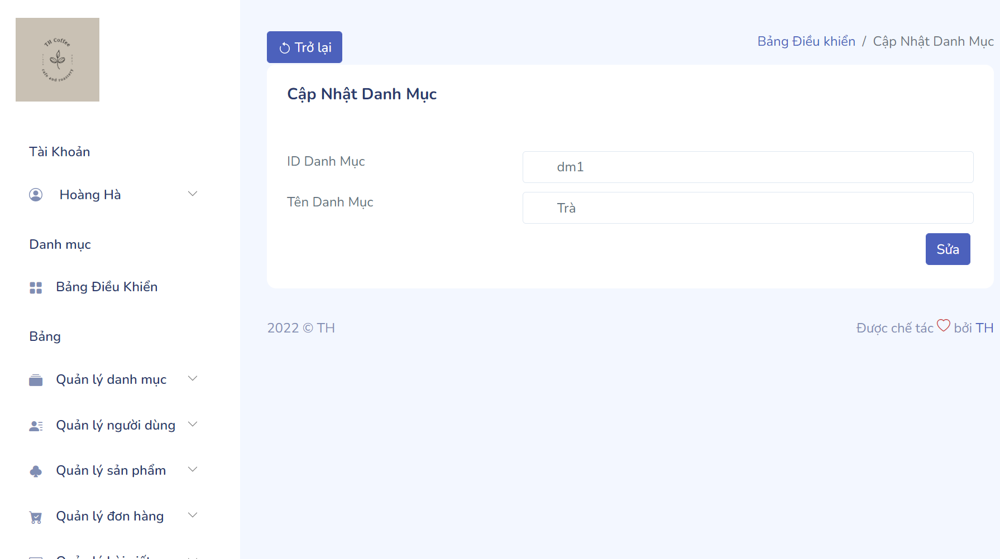 TH Coffee
cafe and roastery
Tài Khoản
Hoàng Hà
Danh mục
Bảng Điều Khiển
Bảng
Quản lý danh mục
Quản lý người dùng
Quản lý sản phẩm
Quản lý đơn hàng
Trở lại
Bảng Điều khiển / Cập Nhật Danh Mục
Cập Nhật Danh Mục
ID Danh Mục
dm1
Tên Danh Mục
Trà
Sửa
2022 © TH
Được chế tác bởi TH